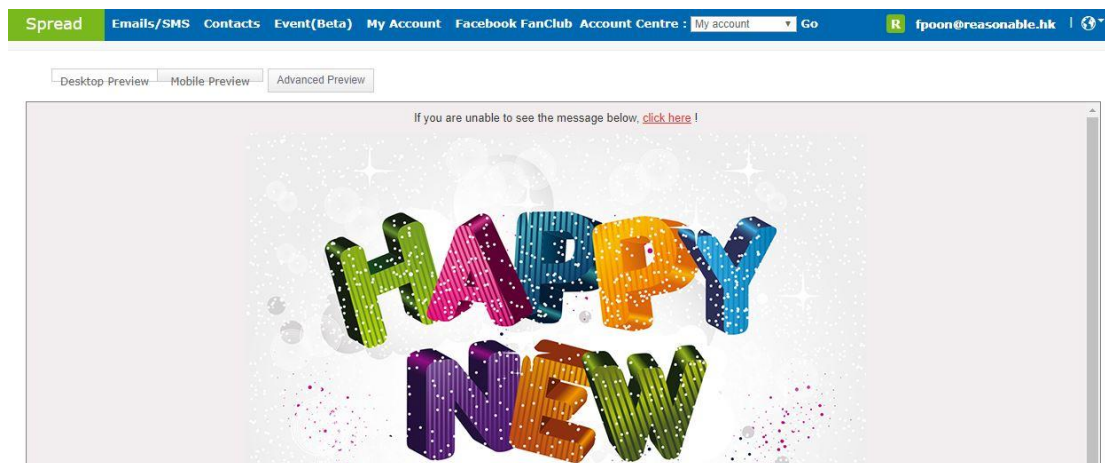 Spread Emails/SMS Contacts Event(Beta) My Account Facebook FanClub Account Centre : My account Go R fpoon@reasonable.hk
Desktop Preview Mobile Preview Advanced Preview
If you are unable to see the message below, click here !
HAPPY
NEW